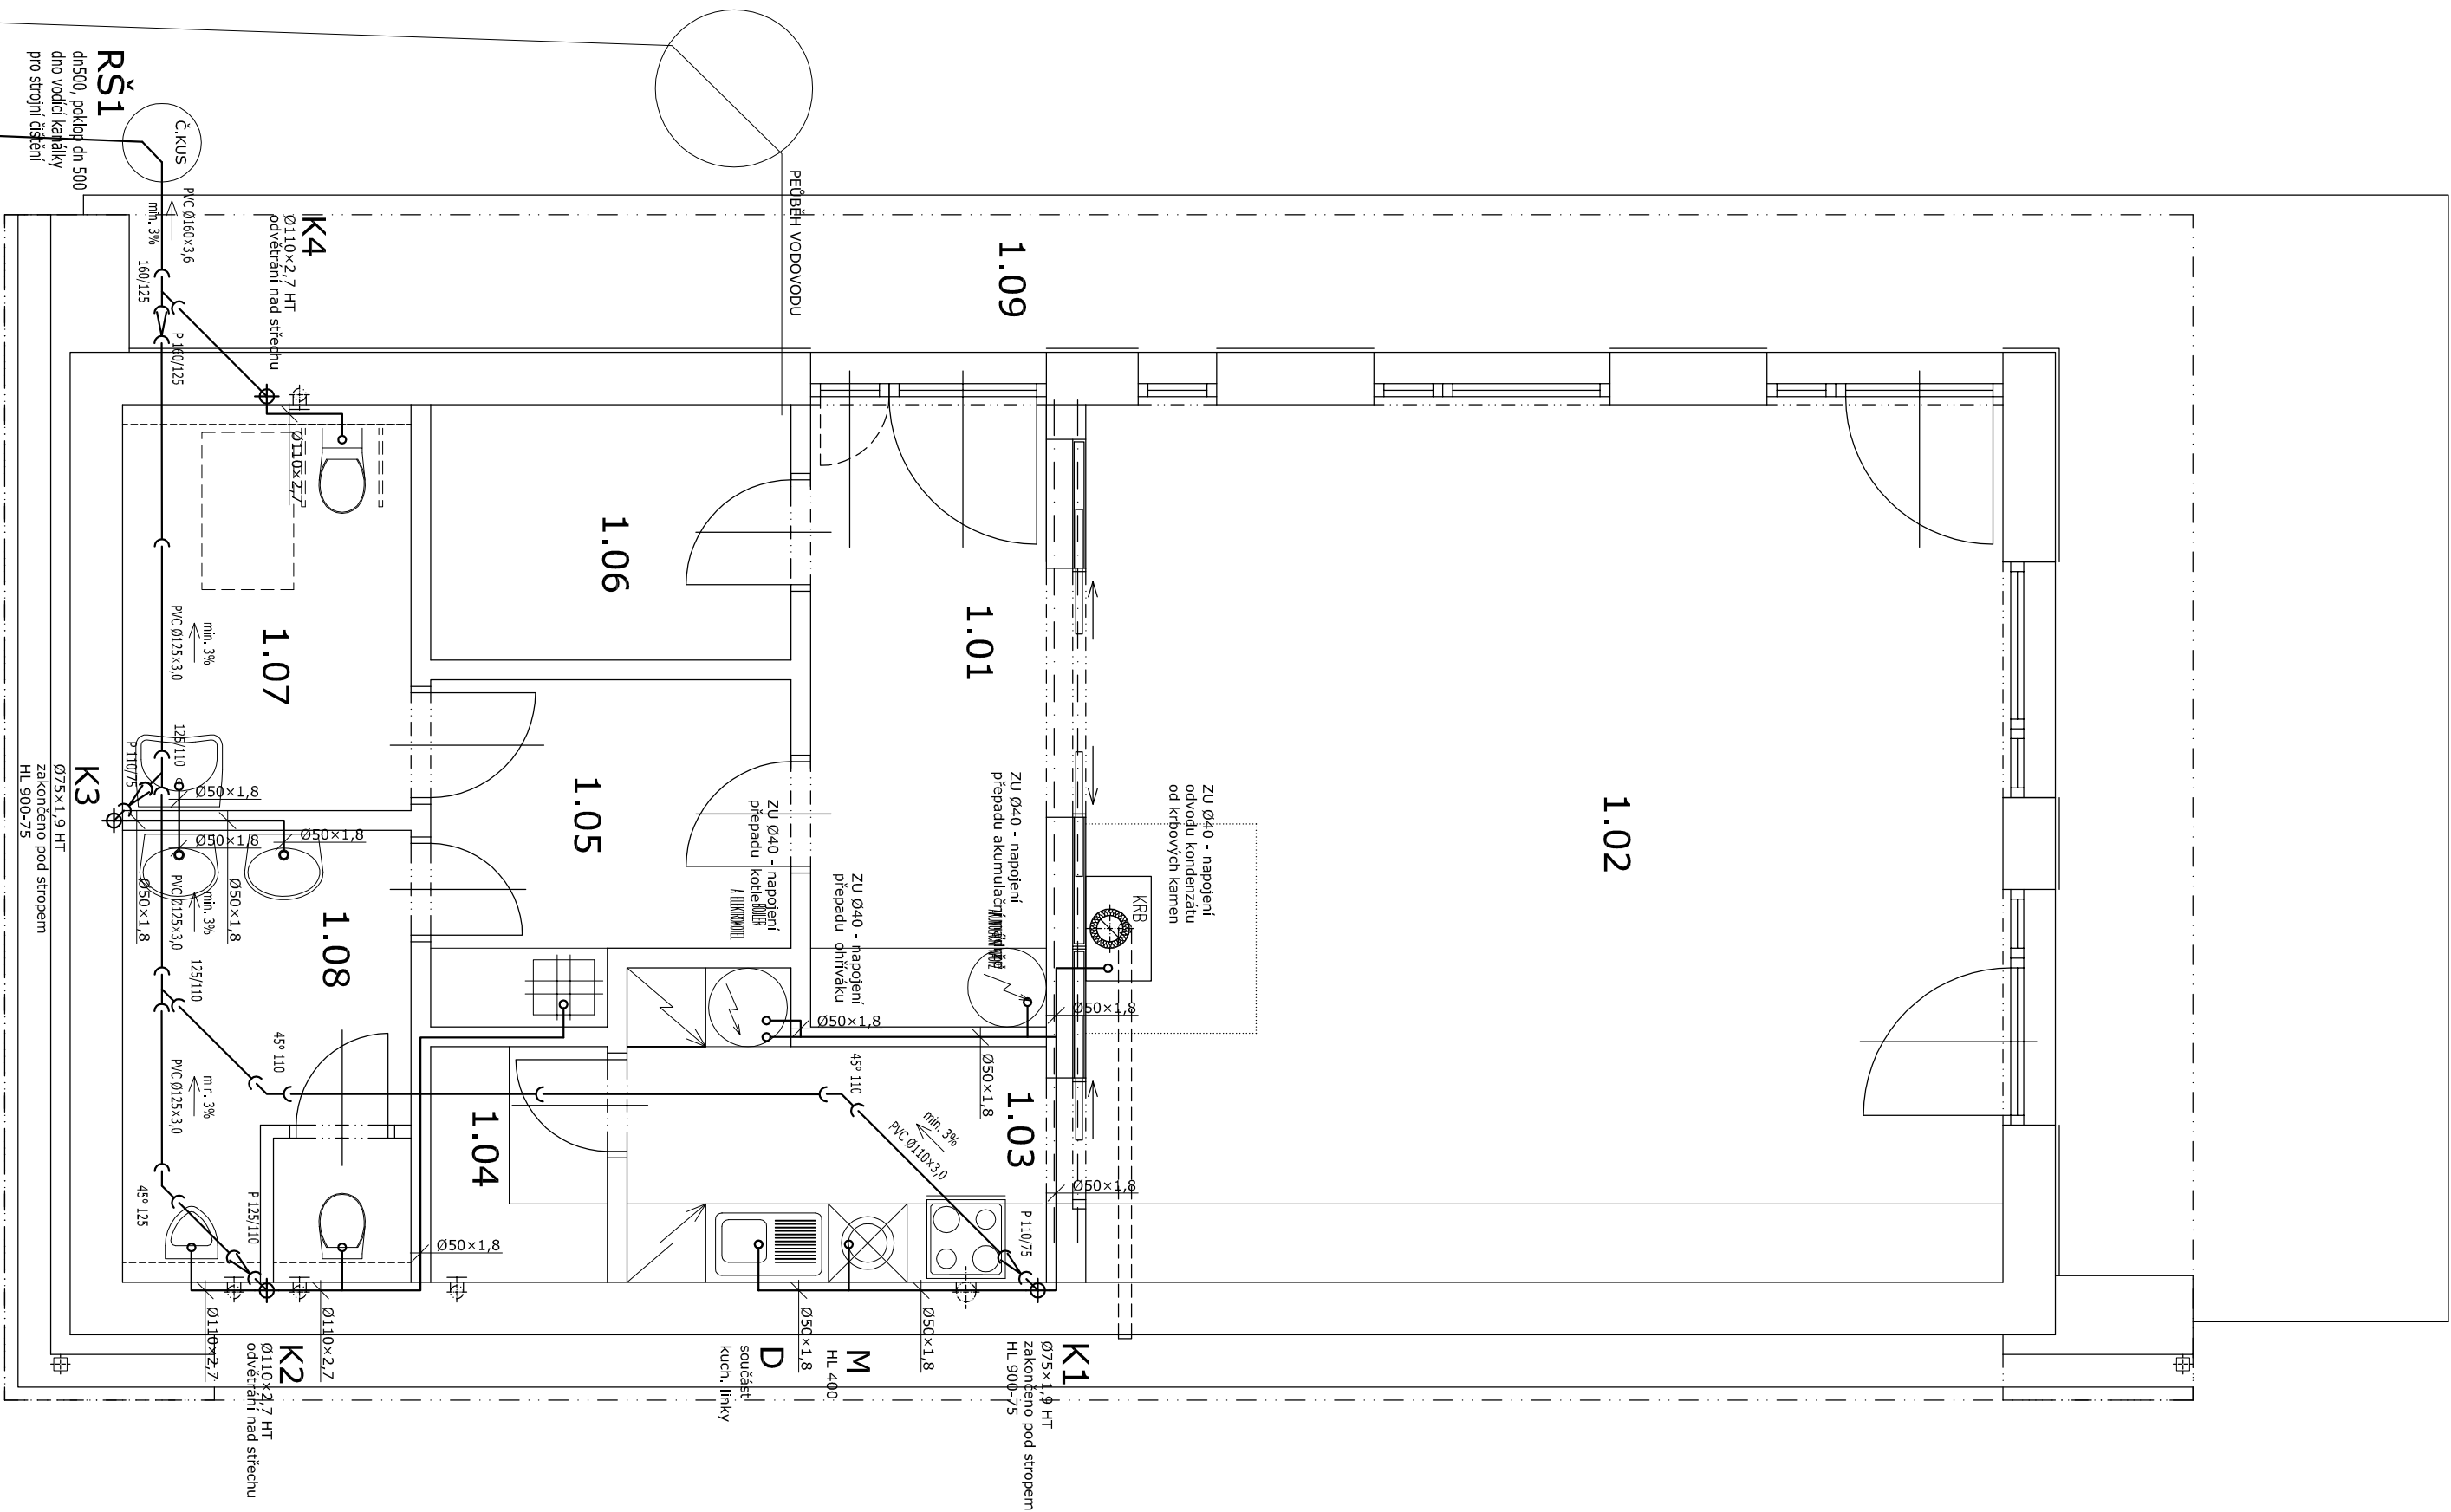 RŠ1
dn500, poklop dn 500
dno vodící kanálky
pro strojní čištění
Č.KUS
PVC Ø160×3,6
min. 3%
160/125
P 160/125
K4
Ø110×2,7 HT
odvětrání nad střechu
Ø110×2,7
PEŮBĚH VODOVODU
1.09
1.06
1.01
1.07
min. 3%
PVC Ø125×3,0
1.02
ZU Ø40 - napojení
odvodu kondenzátu
od krbových kamen
ZU Ø40 - napojení
přepadu akumulační
KRB
1.05
ZU Ø40 - napojení
přepadu kotle
BOILER
A ELEKTROKOTEL
ZU Ø40 - napojení
přepadu ohříváku
125/110
P 110/75
Ø50×1,8
Ø50×1,8
Ø50×1,8
K3
Ø75×1,9 HT
zakončeno pod stropem
HL 900-75
Ø50×1,8
Ø50×1,8
min. 3%
PVC Ø125×3,0
1.08
125/110
Ø50×1,8
Ø50×1,8
Ø50×1,8
45° 110
45° 110
min. 3%
PVC Ø125×3,0
1.04
1.03
min. 3%
PVC Ø110×3,0
45° 125
P 125/110
Ø50×1,8
P 110/75
Ø50×1,8
Ø110×2,7
Ø110×2,7
K2
Ø110×2,7 HT
odvětrání nad střechu
Ø50×1,8
D
součást
kuch. linky
M
HL 400
Ø50×1,8
K1
Ø75×1,9 HT
zakončeno pod stropem
HL 900-75